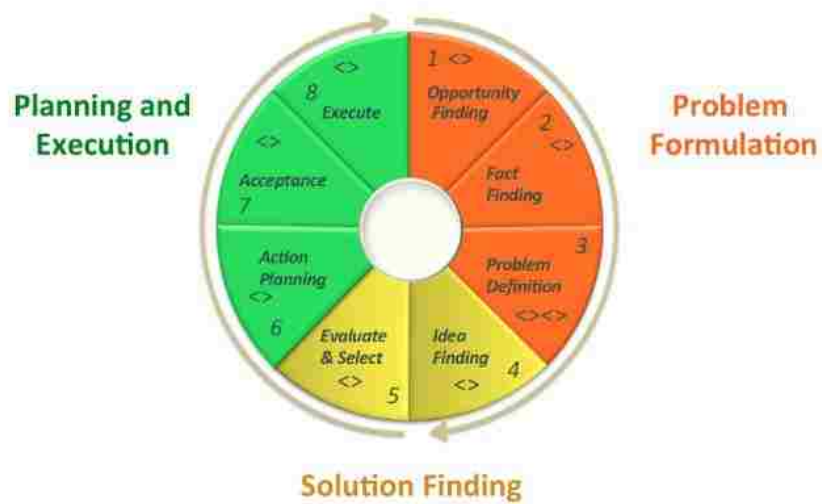 Planning and
Execution
Problem
Formulation
1 <>
Opportunity
Finding
2
<>
Fact
Finding
3
Problem
Definition
<><>
Idea
Finding
4
<>
Evaluate
& Select
<>
5
Action
Planning
<>
6
<>
Acceptance
7
<>
8
Execute
Solution Finding